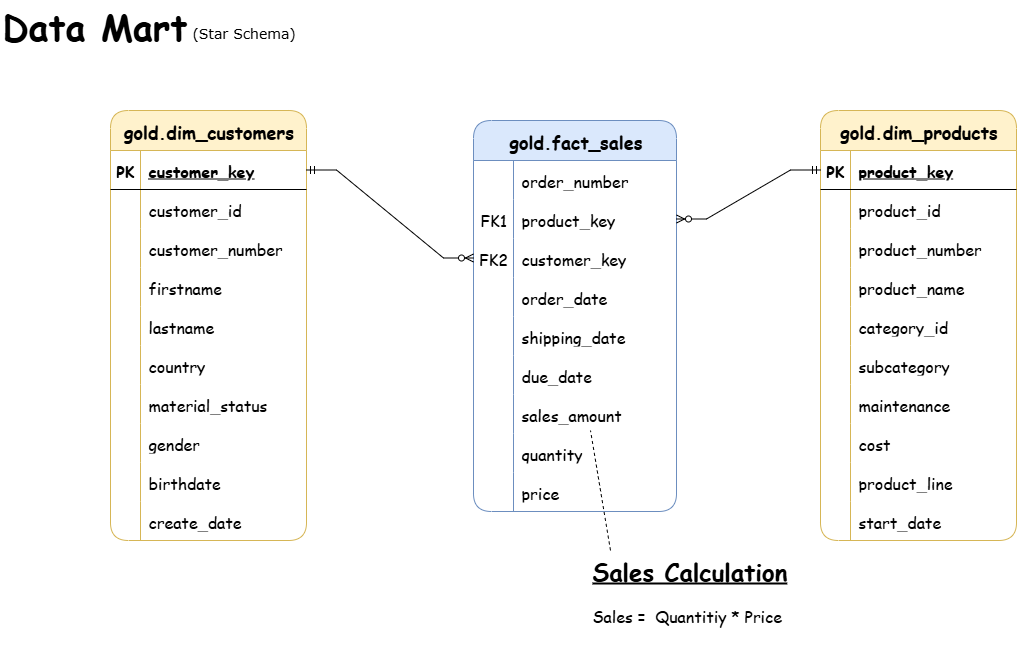 Data Mart (Star Schema)
gold.dim_customers
PK customer_key
customer_id
customer_number
firstname
lastname
country
material_status
gender
birthdate
create_date
gold.fact_sales
order_number
FK1 product_key
FK2 customer_key
order_date
shipping_date
due_date
sales_amount
quantity
price
gold.dim_products
PK product_key
product_id
product_number
product_name
category_id
subcategory
maintenance
cost
product_line
start_date
Sales Calculation
Sales = Quantitiy * Price